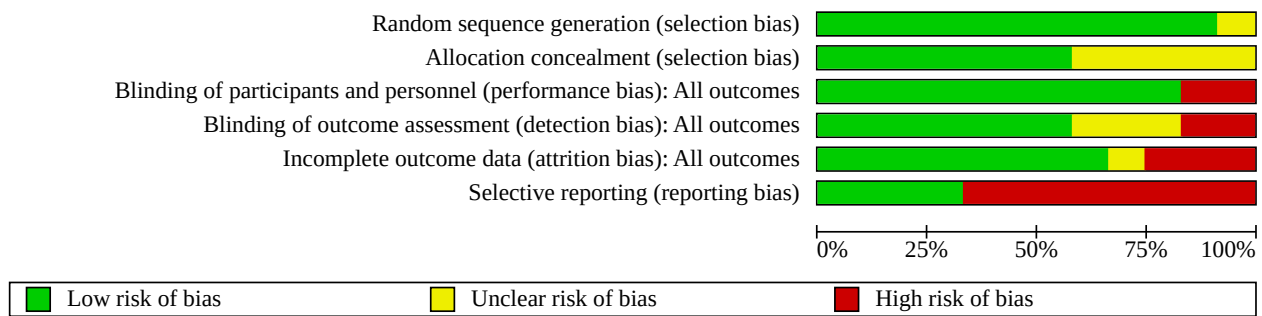 Random sequence generation (selection bias)
Allocation concealment (selection bias)
Blinding of participants and personnel (performance bias): All outcomes
Blinding of outcome assessment (detection bias): All outcomes
Incomplete outcome data (attrition bias): All outcomes
Selective reporting (reporting bias)
0% 25% 50% 75% 100%
Low risk of bias Unclear risk of bias High risk of bias